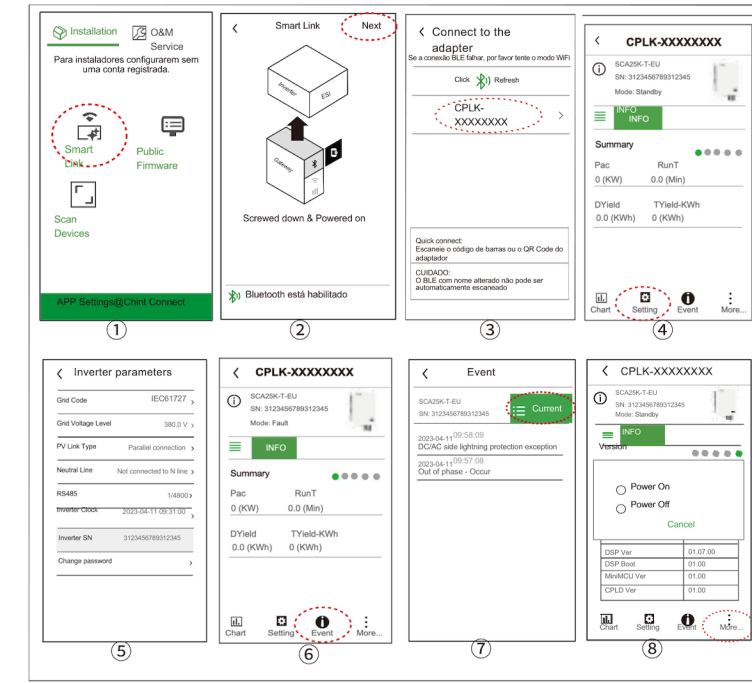 Installation
O&M
Service
Para instaladores configurarem sem
uma conta registrada.
Smart
Link
Public
Firmware
Scan
Devices
APP Settings@Chint Connect
①
Smart Link
Next
Inverter
ESI
Gateway
Screwed down & Powered on
Bluetooth está habilitado
②
Connect to the
adapter
Se a conexão BLE falhar, por favor tente o modo WiFi
Click Refresh
CPLK-
XXXXXXXX
Quick connect:
Escaneie o código de barras ou o QR Code do
adaptador
CUIDADO:
O BLE com nome alterado não pode ser
automaticamente escaneado
③
CPLK-XXXXXXXX
SCA25K-T-EU
SN: 3123456789312345
Mode: Standby
INFO
INFO
Summary
Pac RunT
0 (KW) 0.0 (Min)
DYield TYield-KWh
0.0 (KWh) 0 (KWh)
Chart Setting Event More...
④
Inverter parameters
Grid Code IEC61727
Grid Voltage Level 380.0 V
PV Link Type Parallel connection
Neutral Line Not connected to N line
RS485 1/4800
Inverter Clock 2023-04-11 09:31:00
Inverter SN 3123456789312345
Change password
⑤
CPLK-XXXXXXXX
SCA25K-T-EU
SN: 3123456789312345
Mode: Fault
INFO
Summary
Pac RunT
0 (KW) 0.0 (Min)
DYield TYield-KWh
0.0 (KWh) 0 (KWh)
Chart Setting Event More...
⑥
Event
SCA25K-T-EU
SN: 3123456789312345
Current
2023-04-11 09:58:09
DC/AC side lightning protection exception
2023-04-11 09:57:08
Out of phase - Occur
⑦
CPLK-XXXXXXXX
SCA25K-T-EU
SN: 3123456789312345
Mode: Standby
INFO
Version
Power On
Power Off
Cancel
DSP Ver 01.07.00
DSP Boot 01.00
MiniMCU Ver 01.00
CPLD Ver 01.00
Chart Setting Event More...
⑧